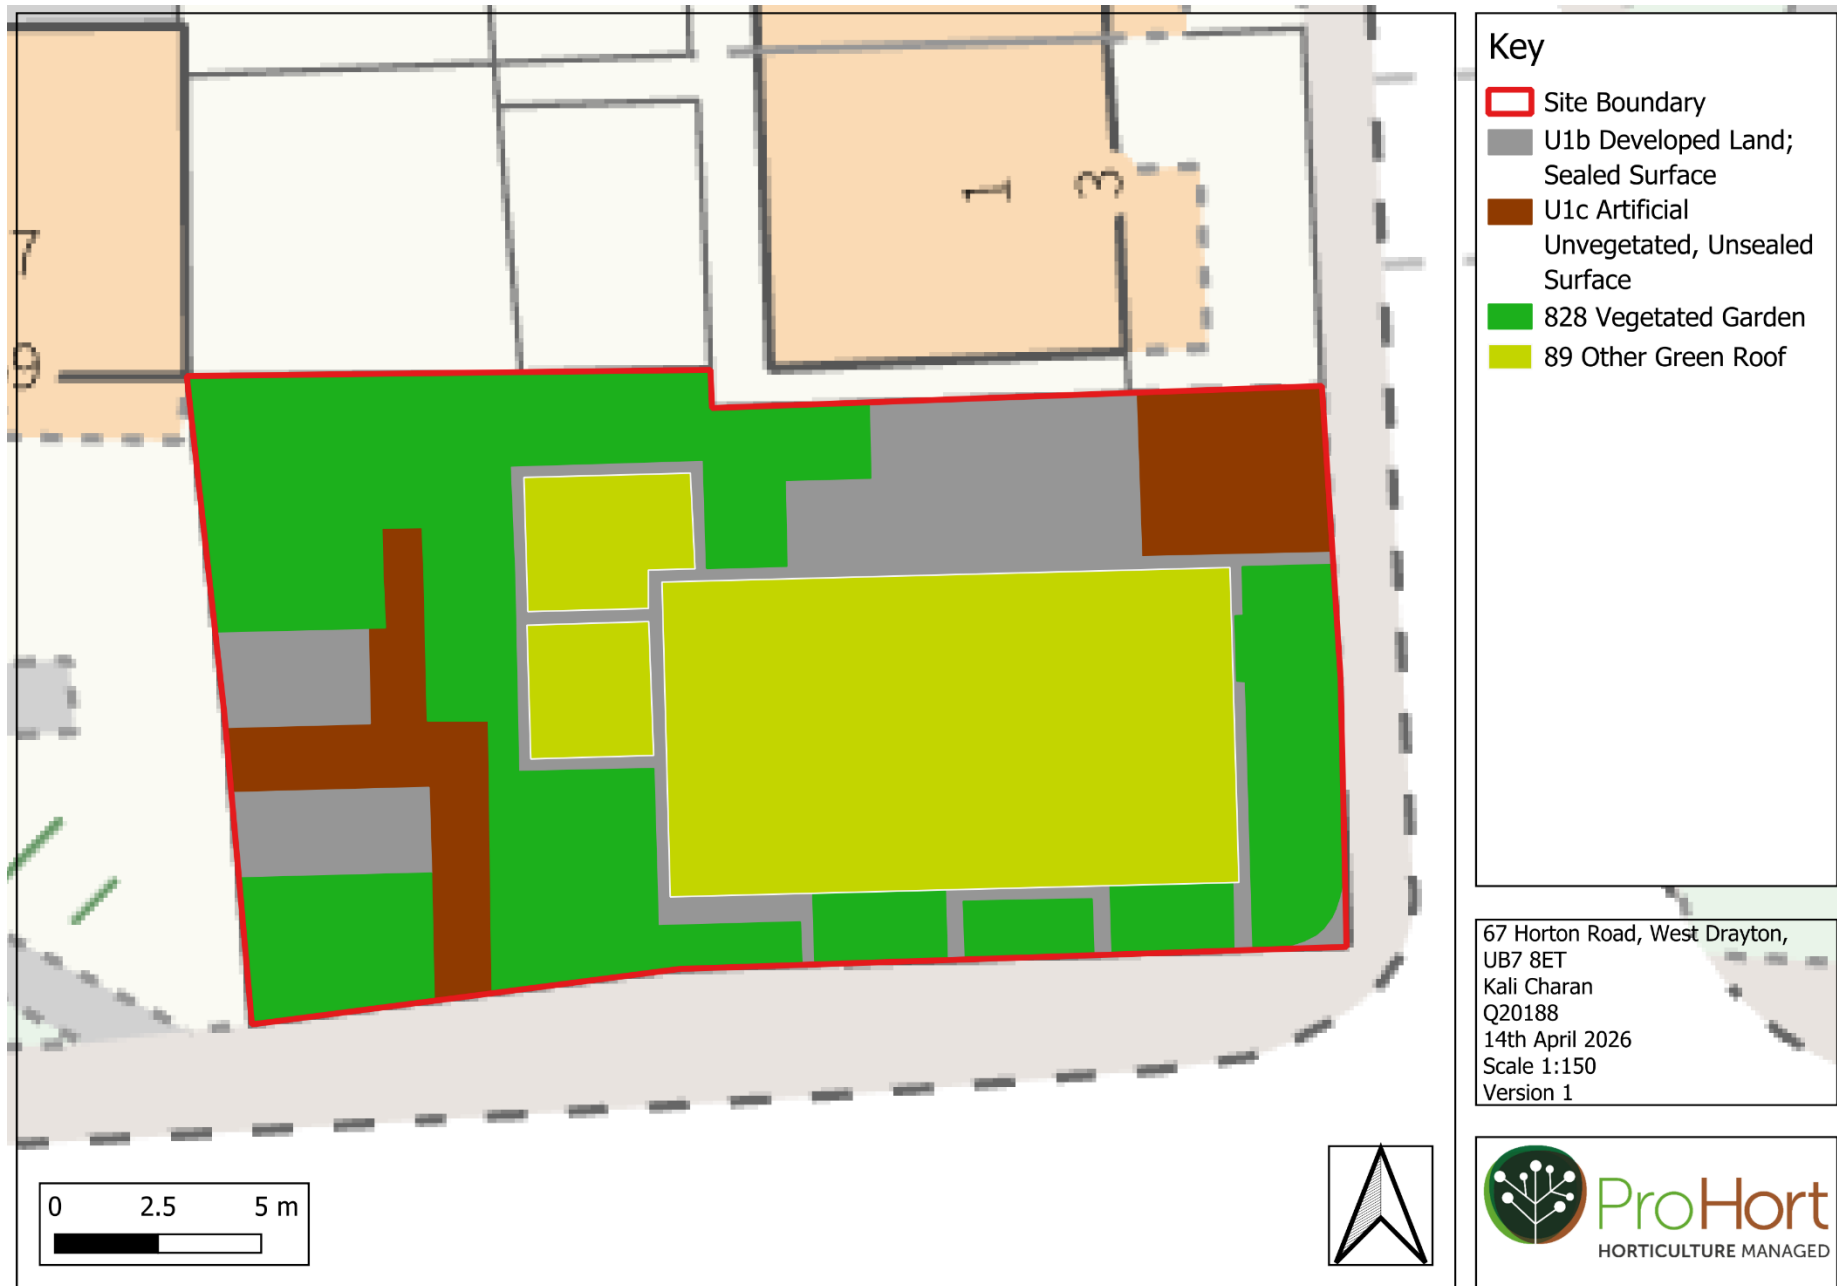 7
9
1
3
Key
Site Boundary
U1b Developed Land;
Sealed Surface
U1c Artificial
Unvegetated, Unsealed
Surface
828 Vegetated Garden
89 Other Green Roof
67 Horton Road, West Drayton,
UB7 8ET
Kali Charan
Q20188
14th April 2026
Scale 1:150
Version 1
0 2.5 5 m
ProHort
HORTICULTURE MANAGED